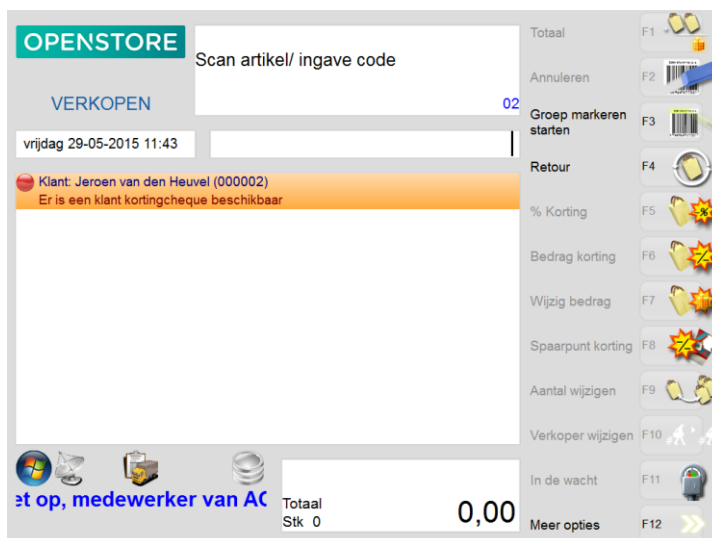 OPENSTORE
VERKOPEN
Scan artikel/ ingave code
02
vrijdag 29-05-2015 11:43
Klant: Jeroen van den Heuvel (000002)
Er is een klant kortingcheque beschikbaar
et op, medewerker van AC
Totaal
Stk 0
0,00
Totaal F1
Annuleren F2
Groep markeren
starten F3
Retour F4
% Korting F5
Bedrag korting F6
Wijzig bedrag F7
Spaarpunt korting F8
Aantal wijzigen F9
Verkoper wijzigen F10
In de wacht F11
Meer opties F12